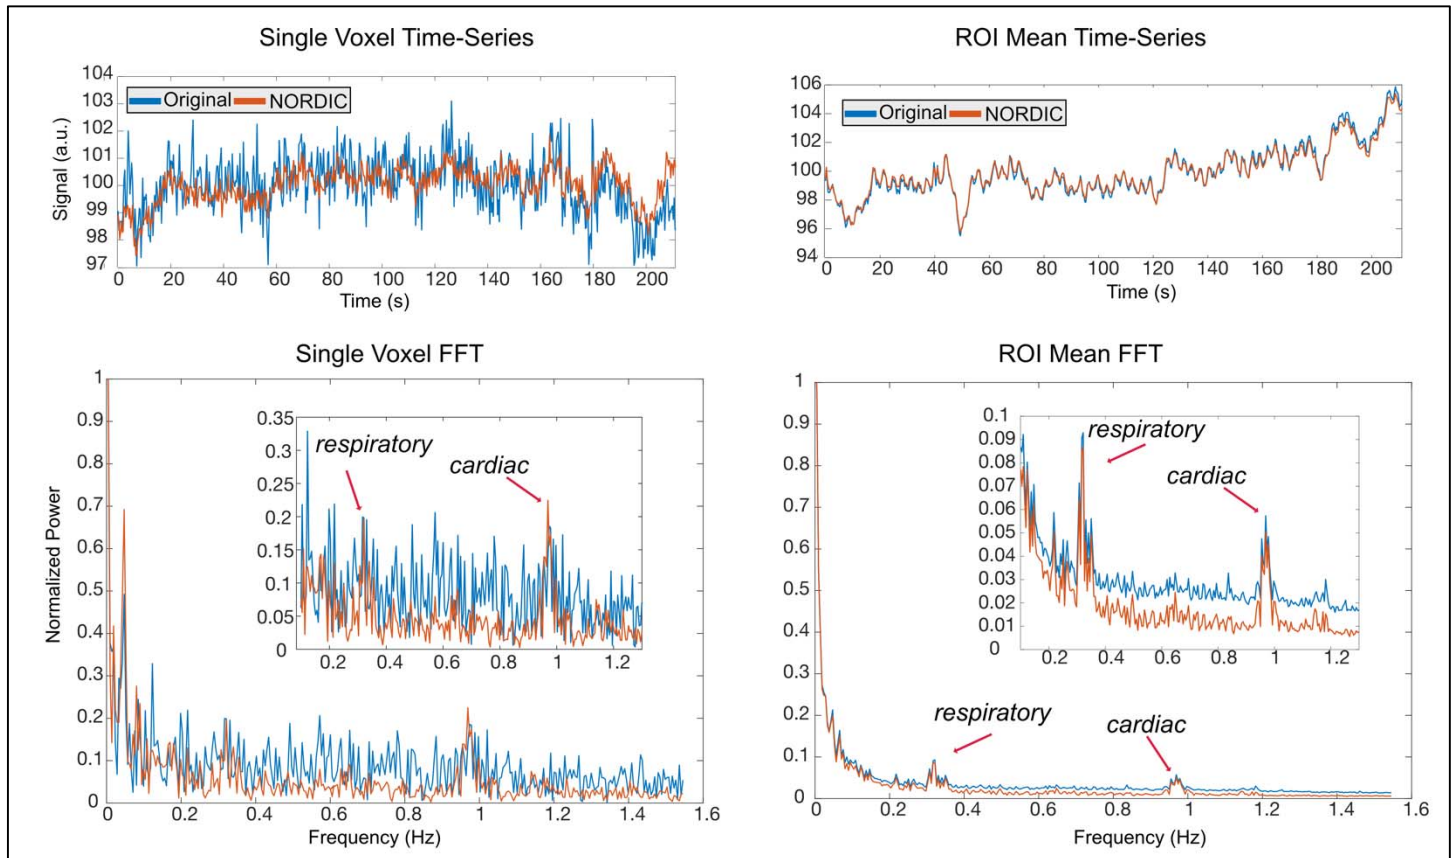 Single Voxel Time-Series
104
103
102
101
100
99
98
97
Signal (a.u.)
Original NORDIC
0 20 40 60 80 100 120 140 160 180 200
Time (s)
ROI Mean Time-Series
106
104
102
100
98
96
94
Original NORDIC
0 20 40 60 80 100 120 140 160 180 200
Time (s)
Single Voxel FFT
1
0.9
0.8
0.7
0.6
0.5
0.4
0.3
0.2
0.1
0
Normalized Power
0.35
0.3
0.25
0.2
0.15
0.1
0.05
0
respiratory
cardiac
0.2 0.4 0.6 0.8 1 1.2
0 0.2 0.4 0.6 0.8 1 1.2 1.4 1.6
Frequency (Hz)
ROI Mean FFT
1
0.9
0.8
0.7
0.6
0.5
0.4
0.3
0.2
0.1
0
0.1
0.09
0.08
0.07
0.06
0.05
0.04
0.03
0.02
0.01
0
respiratory
cardiac
0.2 0.4 0.6 0.8 1 1.2
respiratory
cardiac
0 0.2 0.4 0.6 0.8 1 1.2 1.4 1.6
Frequency (Hz)